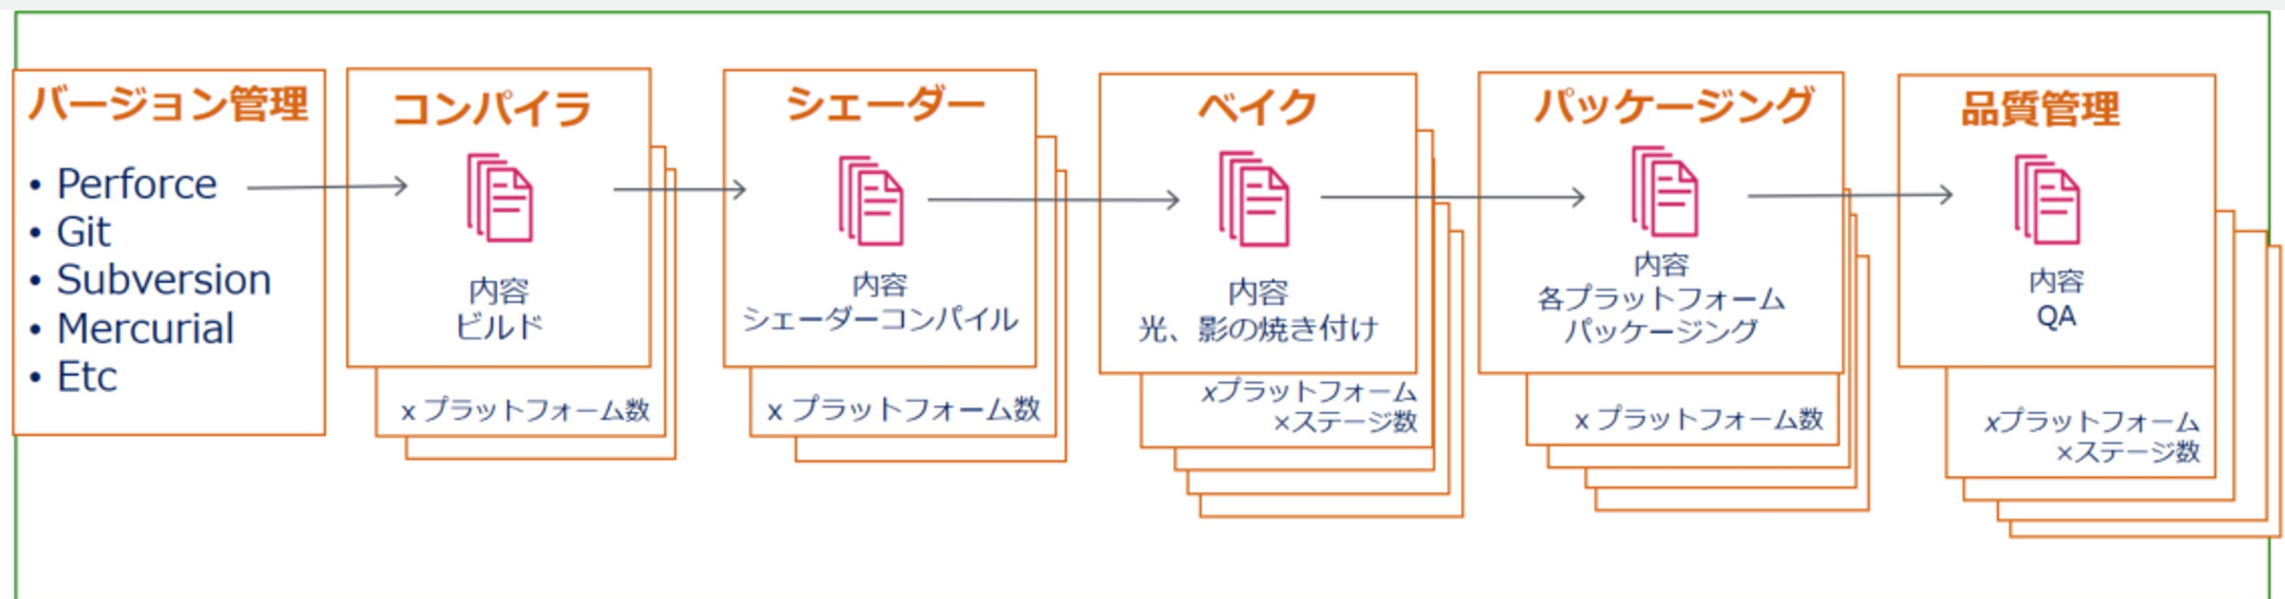 バージョン管理
• Perforce
• Git
• Subversion
• Mercurial
• Etc
コンパイラ
内容
ビルド
x プラットフォーム数
シェーダー
内容
シェーダーコンパイル
x プラットフォーム数
ベイク
内容
光、影の焼き付け
xプラットフォーム
×ステージ数
パッケージング
内容
各プラットフォーム
パッケージング
x プラットフォーム数
品質管理
内容
QA
xプラットフォーム
×ステージ数